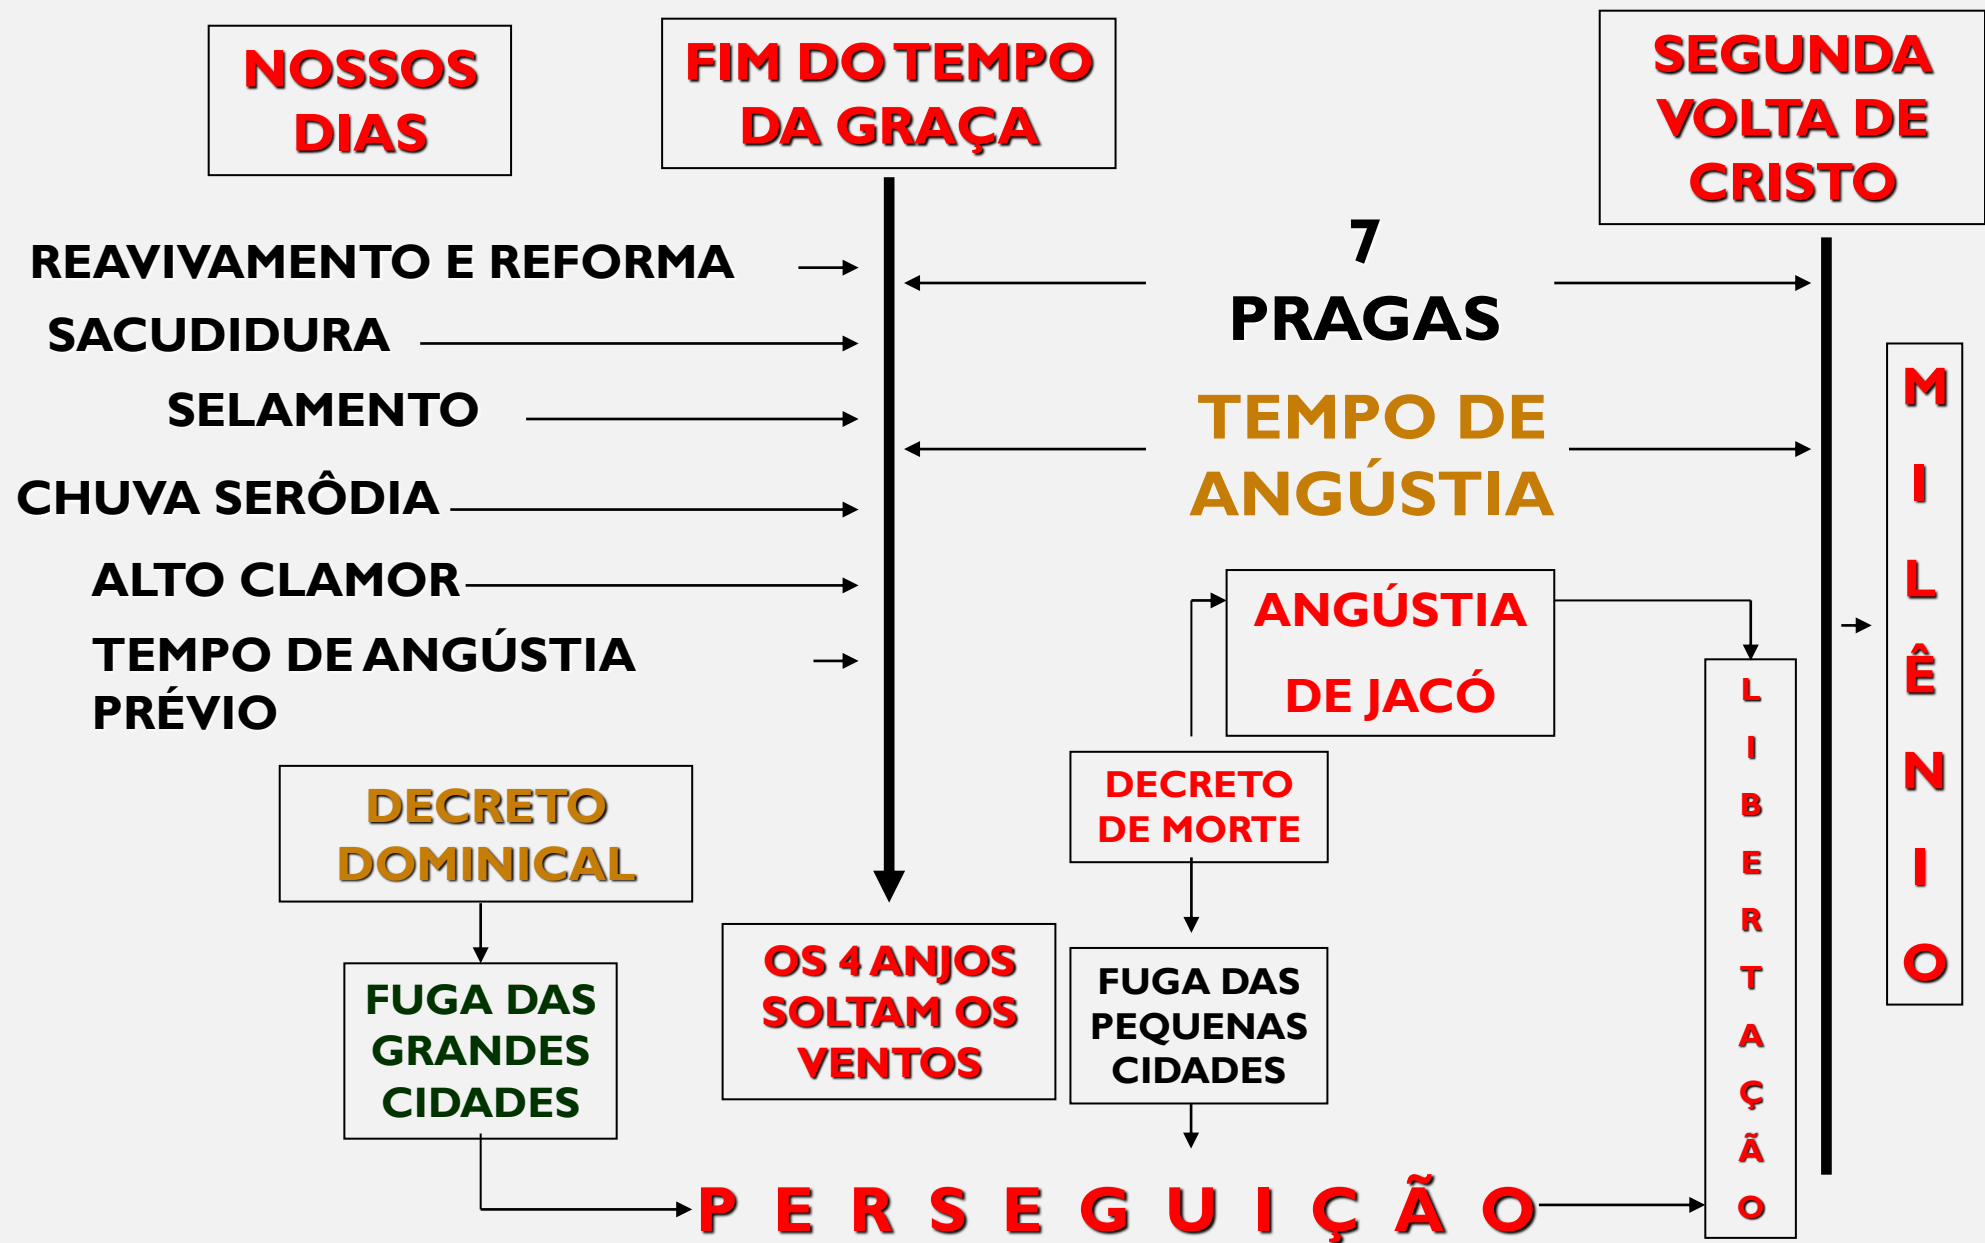 NOSSOS
DIAS
FIM DO TEMPO
DA GRAÇA
SEGUNDA
VOLTA DE
CRISTO
REAVIVAMENTO E REFORMA
SACUDIDURA
SELAMENTO
CHUVA SERÔDIA
ALTO CLAMOR
TEMPO DE ANGÚSTIA
PRÉVIO
7
PRAGAS
TEMPO DE
ANGÚSTIA
ANGÚSTIA
DE JACÓ
DECRETO
DOMINICAL
FUGA DAS
GRANDES
CIDADES
OS 4 ANJOS
SOLTAM OS
VENTOS
DECRETO
DE MORTE
FUGA DAS
PEQUENAS
CIDADES
P E R S E G U I Ç Ã O
L
I
B
E
R
T
A
Ç
Ã
O
M
I
L
Ê
N
I
O